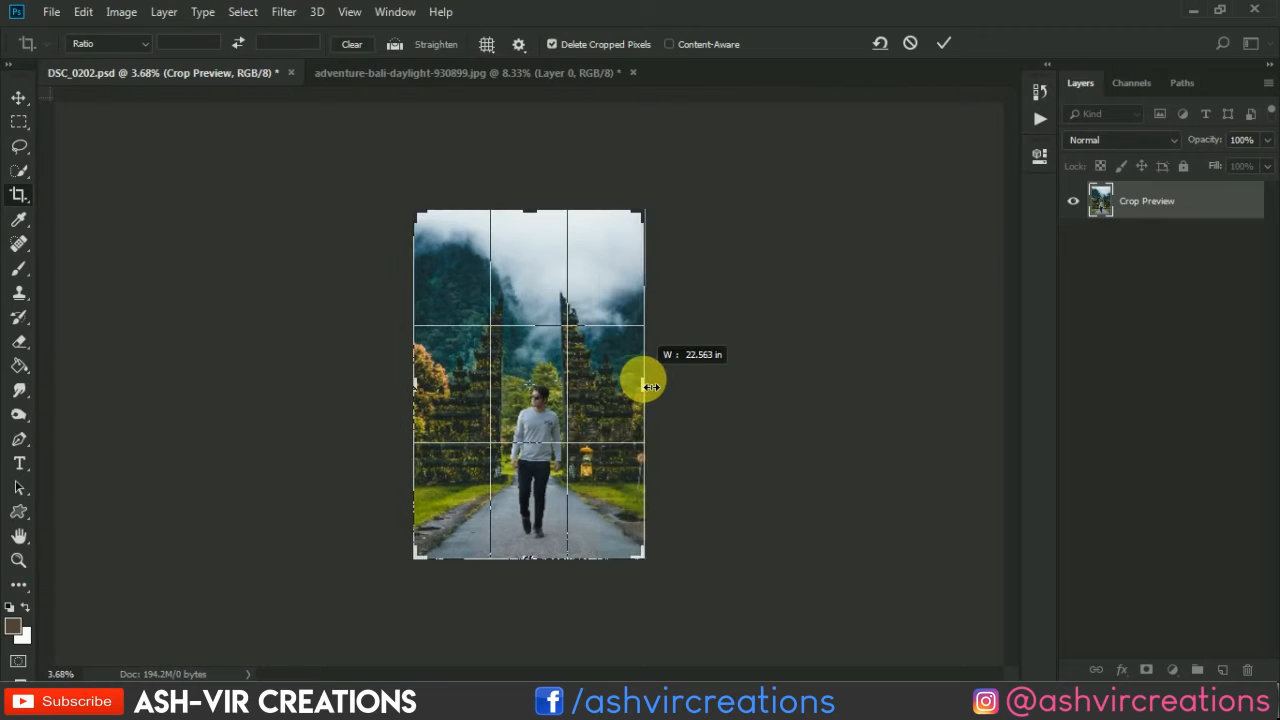 Ps File Edit Image Layer Type Select Filter 3D View Window Help
Ratio Clear Straighten Delete Cropped Pixels Content-Aware
DSC_0202.psd @ 3.68% (Crop Preview, RGB/8) * adventure-bali-daylight-930899.jpg @ 8.33% (Layer 0, RGB/8) *
Layers Channels Paths
Kind
Normal Opacity: 100%
Lock: Fill: 100%
Crop Preview
W : 22.563 in
3.68% Doc: 194.2M/0 bytes
Subscribe ASH-VIR CREATIONS /ashvircreations @ashvircreations